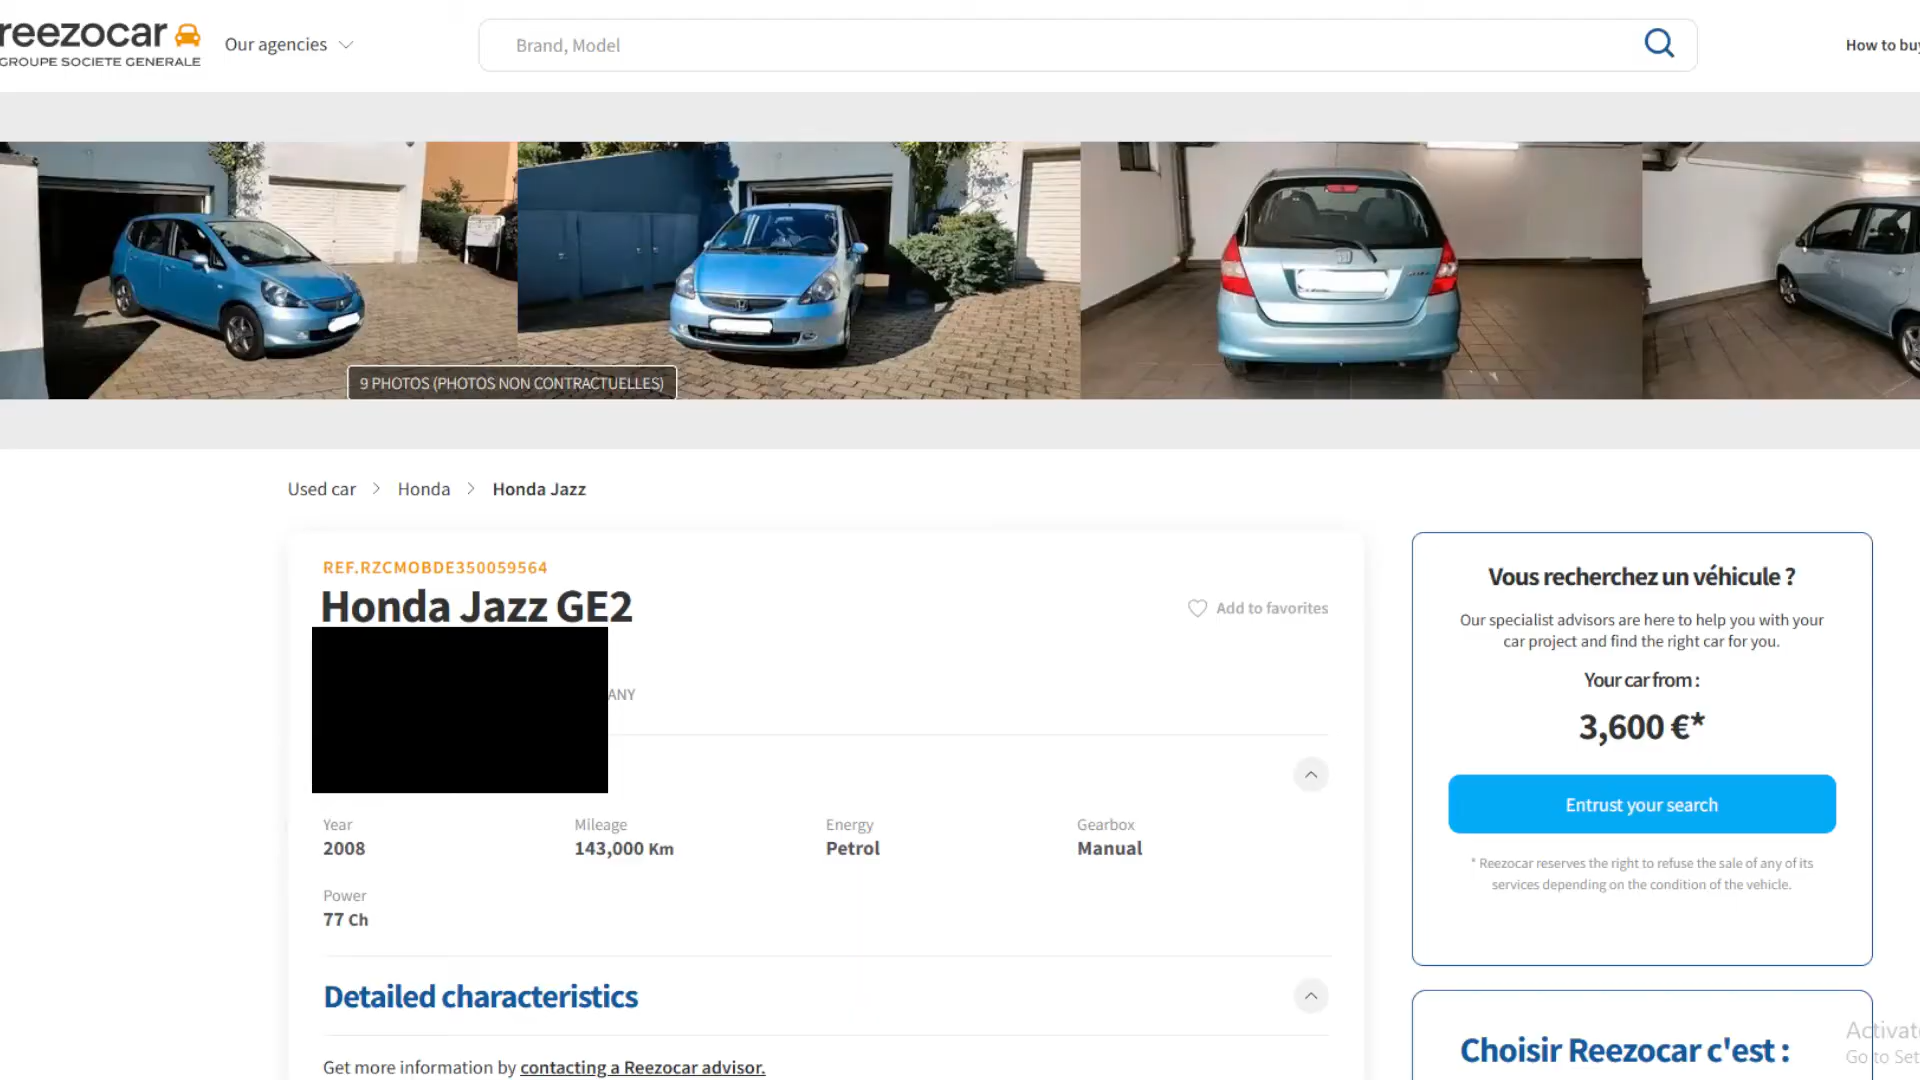 reezocar
GROUPE SOCIETE GENERALE
Our agencies
Brand, Model
How to buy
9 PHOTOS (PHOTOS NON CONTRACTUELLES)
Used car
Honda
Honda Jazz
REF.RZCMOBDE350059564
Honda Jazz GE2
Add to favorites
ANY
Year
2008
Mileage
143,000 Km
Energy
Petrol
Gearbox
Manual
Power
77 Ch
Detailed characteristics
Get more information by contacting a Reezocar advisor.
Vous recherchez un véhicule ?
Our specialist advisors are here to help you with your
car project and find the right car for you.
Your car from :
3,600 €*
Entrust your search
* Reezocar reserves the right to refuse the sale of any of its
services depending on the condition of the vehicle.
Choisir Reezocar c'est :
Activat
Go to Set